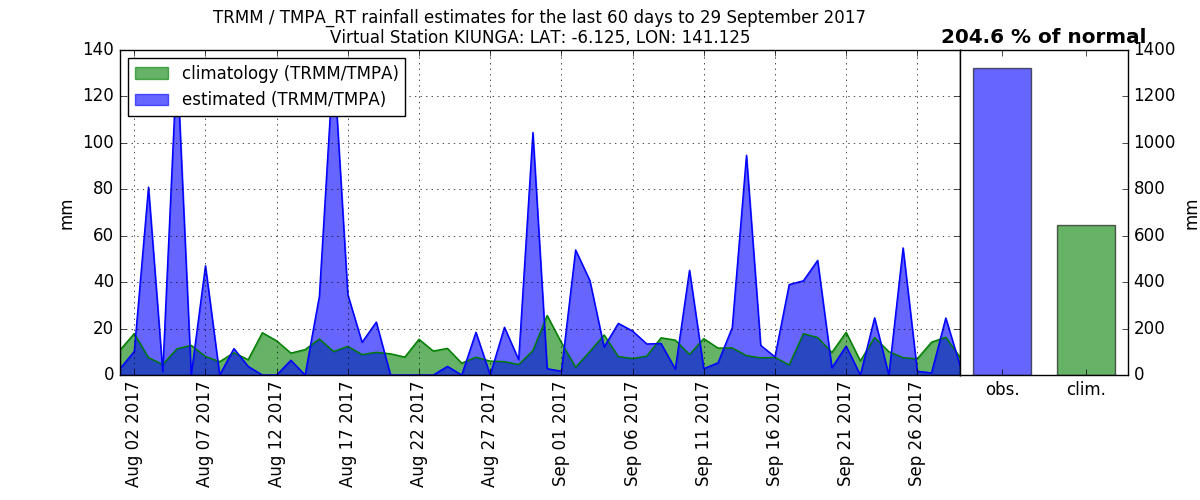 TRMM / TMPA_RT rainfall estimates for the last 60 days to 29 September 2017
Virtual Station KIUNGA: LAT: -6.125, LON: 141.125
204.6 % of normal
climatology (TRMM/TMPA)
estimated (TRMM/TMPA)
140
120
100
80
60
40
20
0
mm
Aug 02 2017
Aug 07 2017
Aug 12 2017
Aug 17 2017
Aug 22 2017
Aug 27 2017
Sep 01 2017
Sep 06 2017
Sep 11 2017
Sep 16 2017
Sep 21 2017
Sep 26 2017
1400
1200
1000
800
600
400
200
0
mm
obs.
clim.